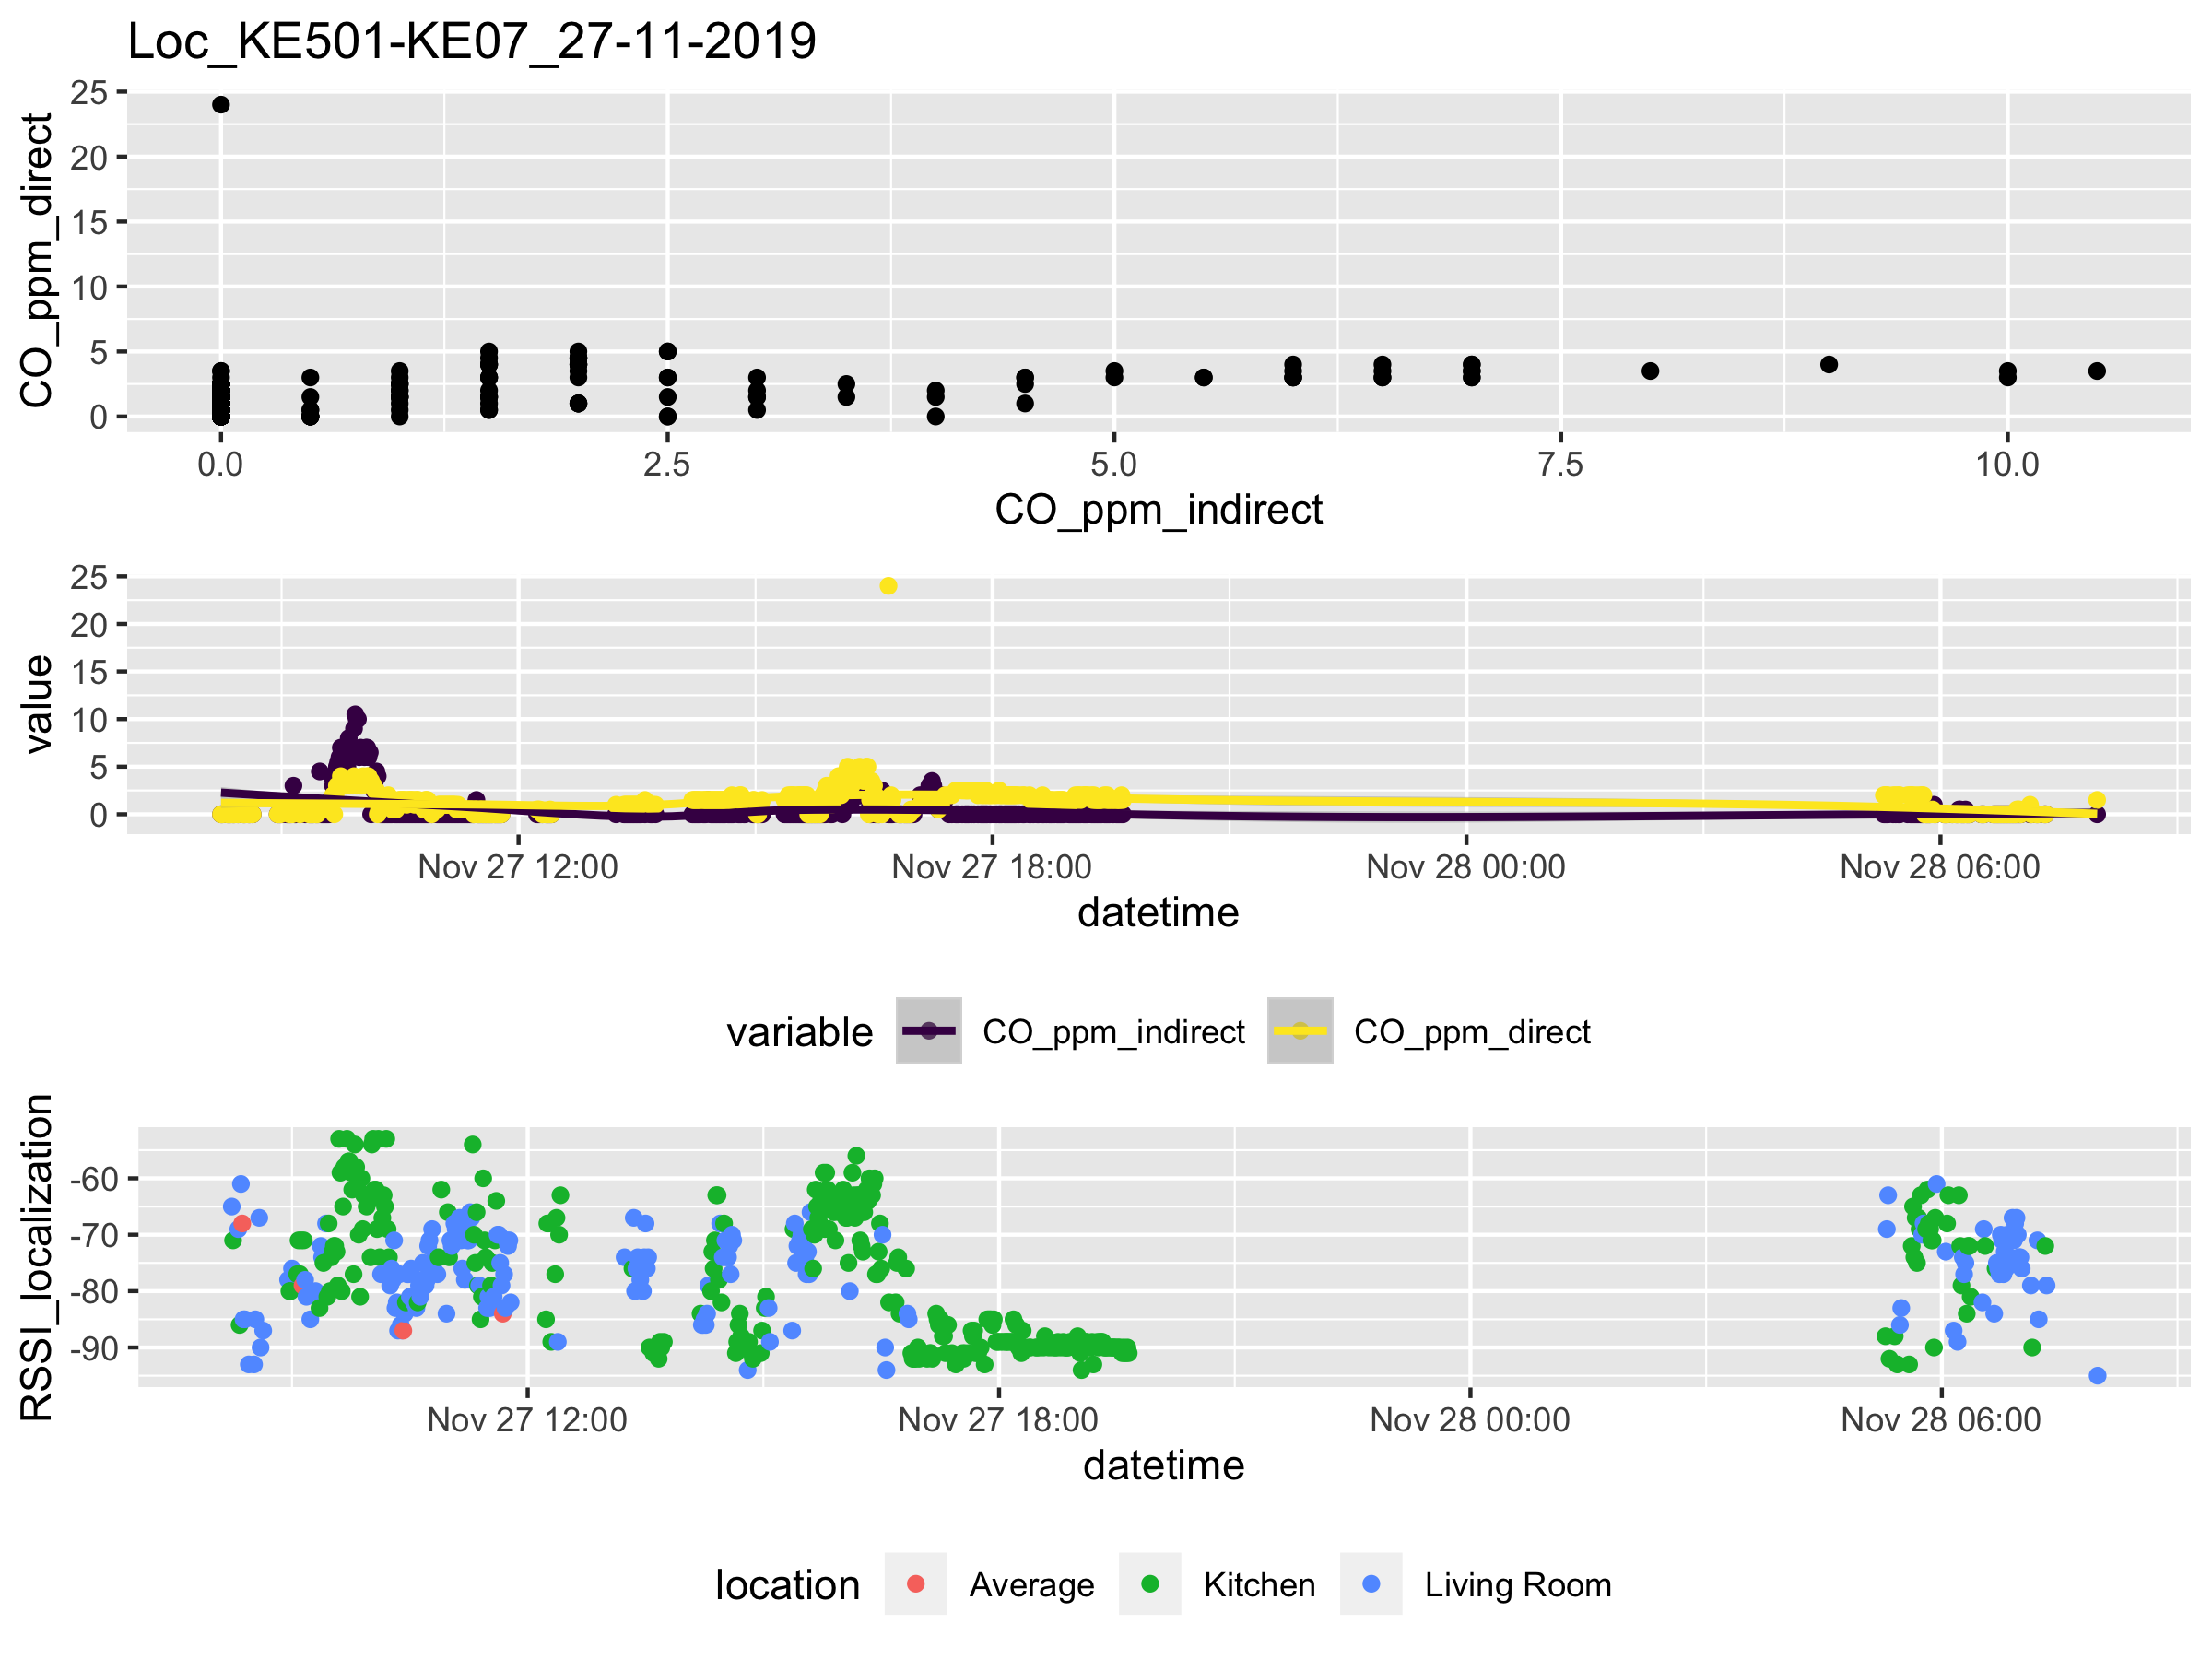 Loc_KE501-KE07_27-11-2019
CO_ppm_direct
25
20
15
10
5
0
0.0 2.5 5.0 7.5 10.0
CO_ppm_indirect
value
25
20
15
10
5
0
Nov 27 12:00 Nov 27 18:00 Nov 28 00:00 Nov 28 06:00
datetime
variable CO_ppm_indirect CO_ppm_direct
RSSI_localization
-60
-70
-80
-90
Nov 27 12:00 Nov 27 18:00 Nov 28 00:00 Nov 28 06:00
datetime
location Average Kitchen Living Room